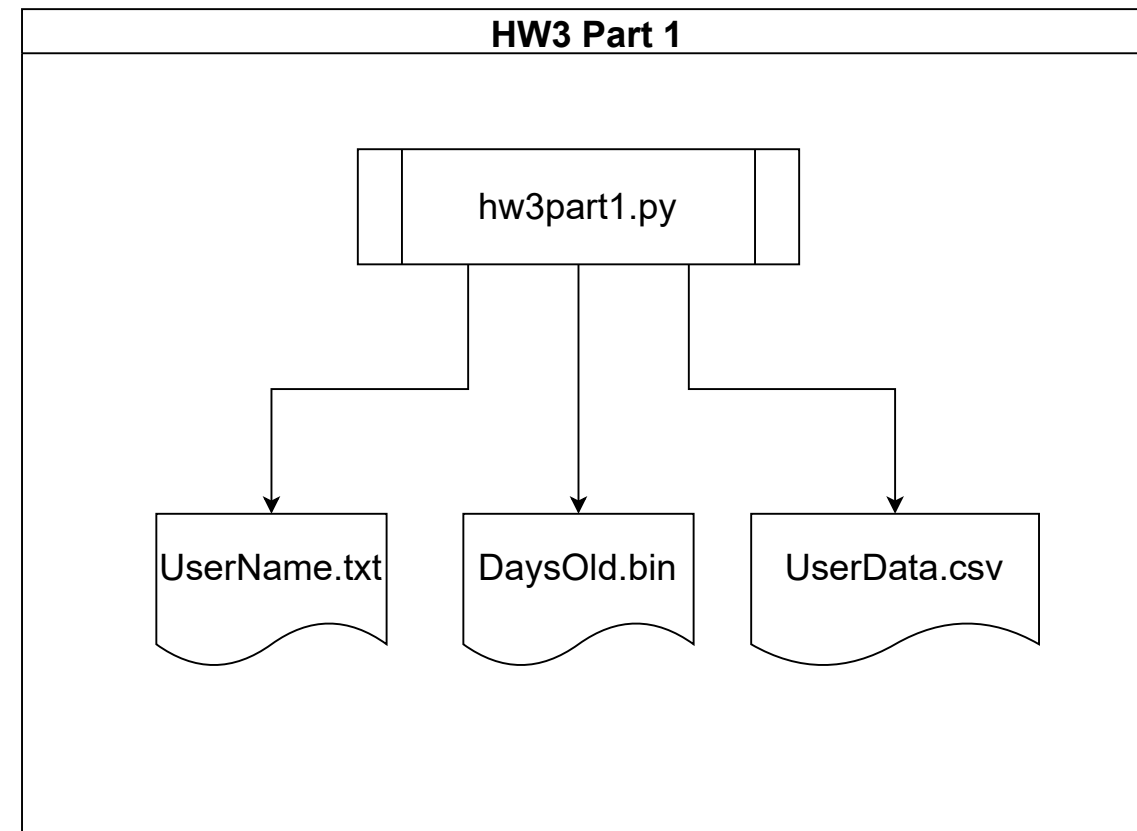 HW3 Part 1
hw3part1.py
UserName.txt
DaysOld.bin
UserData.csv